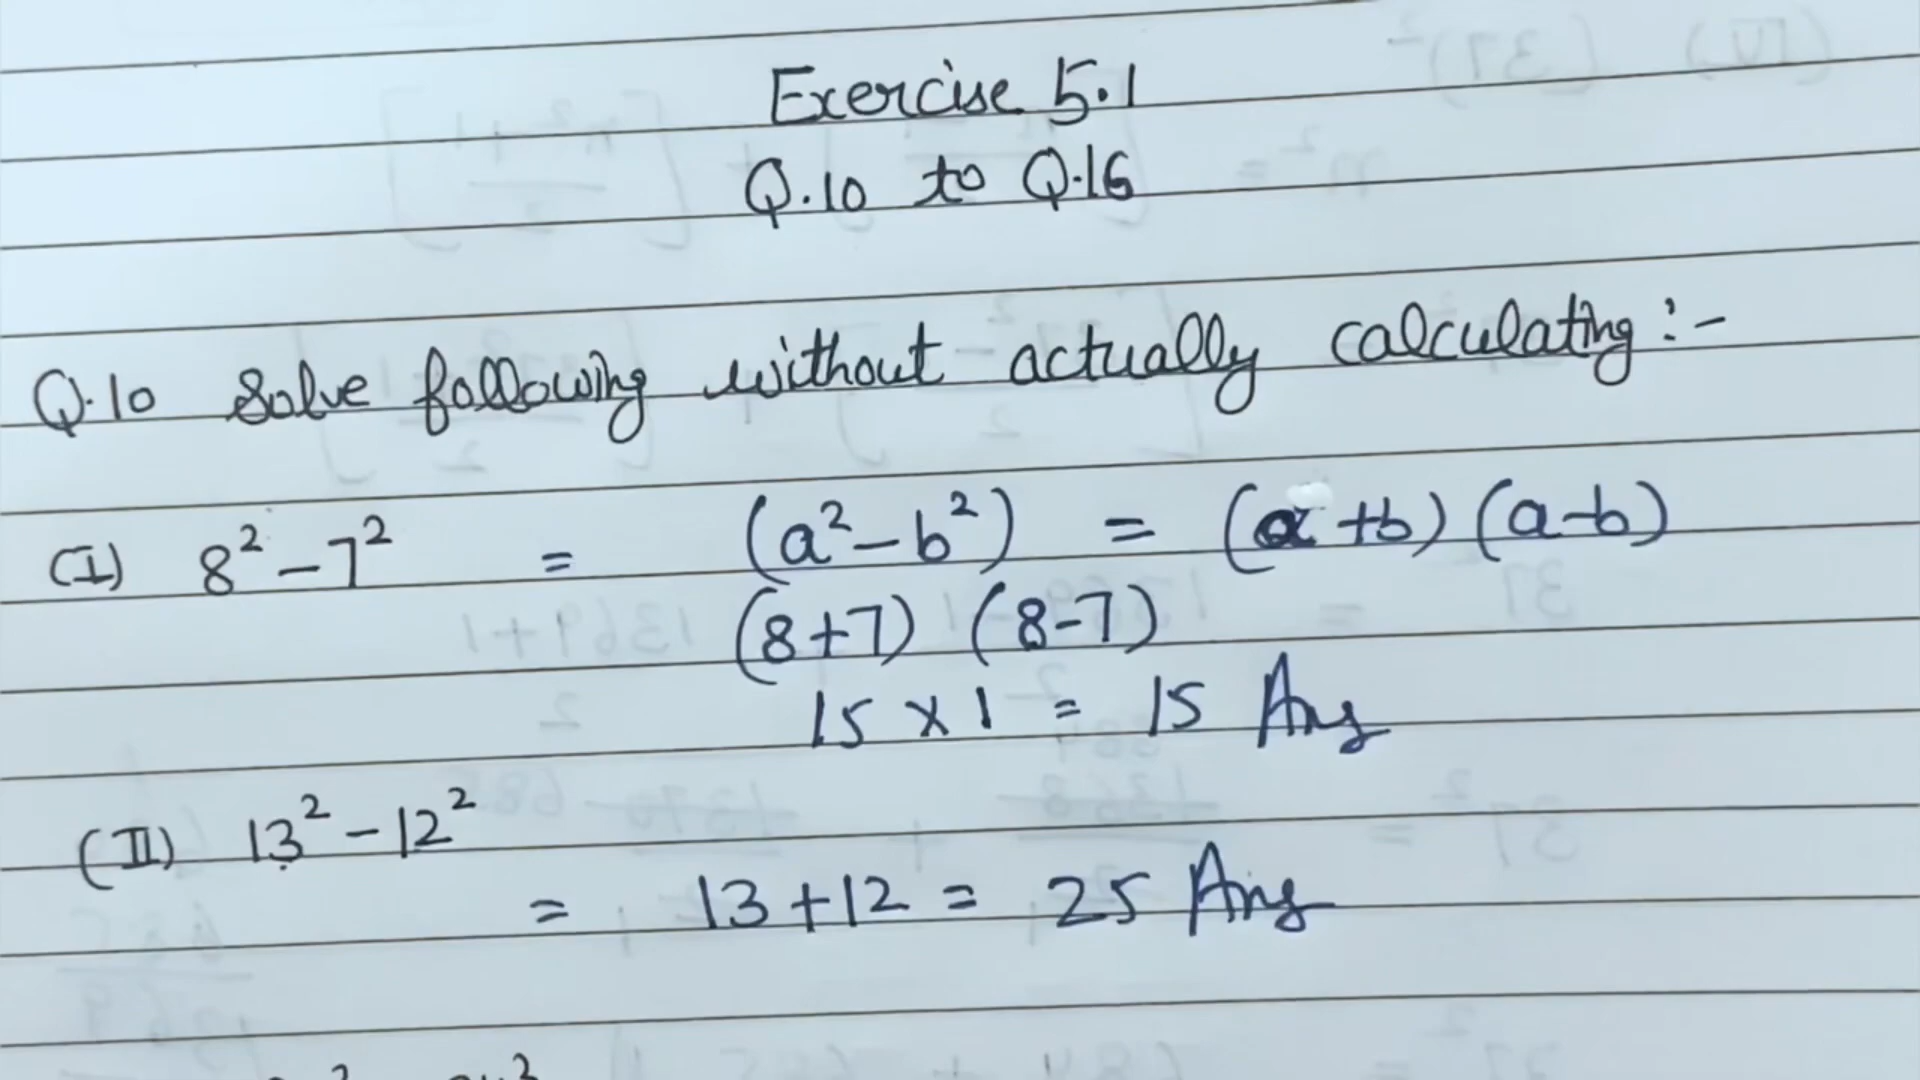 Exercise 5.1
Q.10 to Q.16
Q.10 Solve following without actually calculating :-
(I) 8² - 7² = (a² - b²) = (a + b) (a - b)
(8+7) (8-7)
15 x 1 = 15 Ans
(II) 13² - 12²
= 13 + 12 = 25 Ans